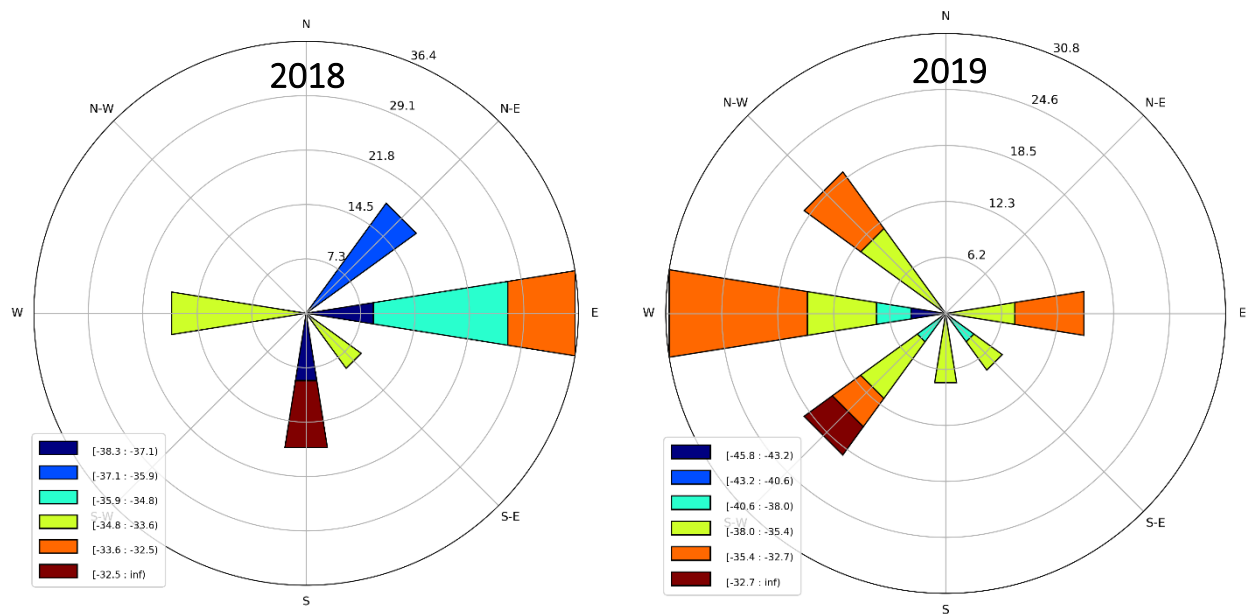 N
2018
36.4
29.1
21.8
14.5
7.3
N-W
N-E
W
E
S-W
S-E
S
[-38.3 : -37.1)
[-37.1 : -35.9)
[-35.9 : -34.8)
[-34.8 : -33.6)
[-33.6 : -32.5)
[-32.5 : inf)
N
2019
30.8
24.6
18.5
12.3
6.2
N-W
N-E
W
E
S-W
S-E
S
[-45.8 : -43.2)
[-43.2 : -40.6)
[-40.6 : -38.0)
[-38.0 : -35.4)
[-35.4 : -32.7)
[-32.7 : inf)